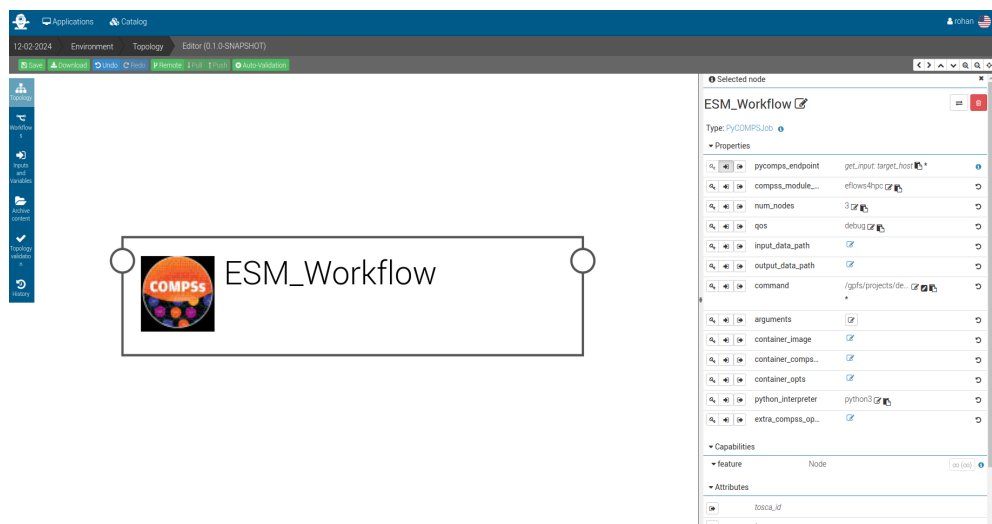 Applications Catalog rohan
12-02-2024 Environment Topology Editor (0.1.0-SNAPSHOT)
Save Download Undo Redo Remote Pull Push Auto-Validation
Topology
Workflow
s
Inputs
and
Variables
Archive
content
Topology
validatio
n
History
COMPSs
ESM_Workflow
Selected node
ESM_Workflow
Type: PyCOMPSJob
Properties
pycomps_endpoint get_input: target_host *
compss_module_... eflows4hpc
num_nodes 3
qos debug
input_data_path
output_data_path
command /gpfs/projects/de...
*
arguments
container_image
container_comps...
container_opts
python_interpreter python3
extra_compss_op...
Capabilities
feature Node ∞ (∞)
Attributes
tosca_id